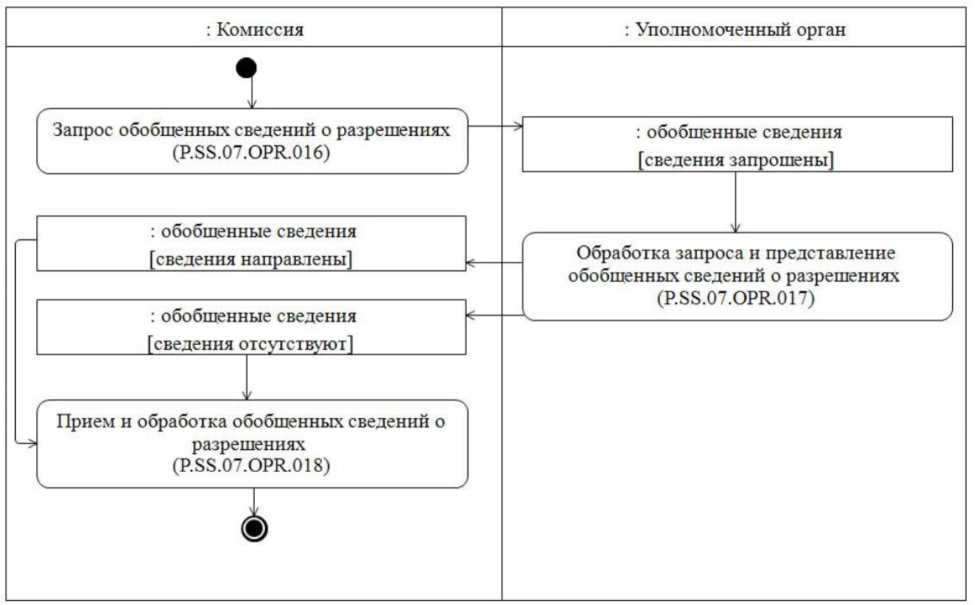 : Комиссия
: Уполномоченный орган
Запрос обобщенных сведений о разрешениях
(P.SS.07.OPR.016)
: обобщенные сведения
[сведения запрошены]
: обобщенные сведения
[сведения направлены]
Обработка запроса и представление
обобщенных сведений о разрешениях
(P.SS.07.OPR.017)
: обобщенные сведения
[сведения отсутствуют]
Прием и обработка обобщенных сведений о
разрешениях
(P.SS.07.OPR.018)